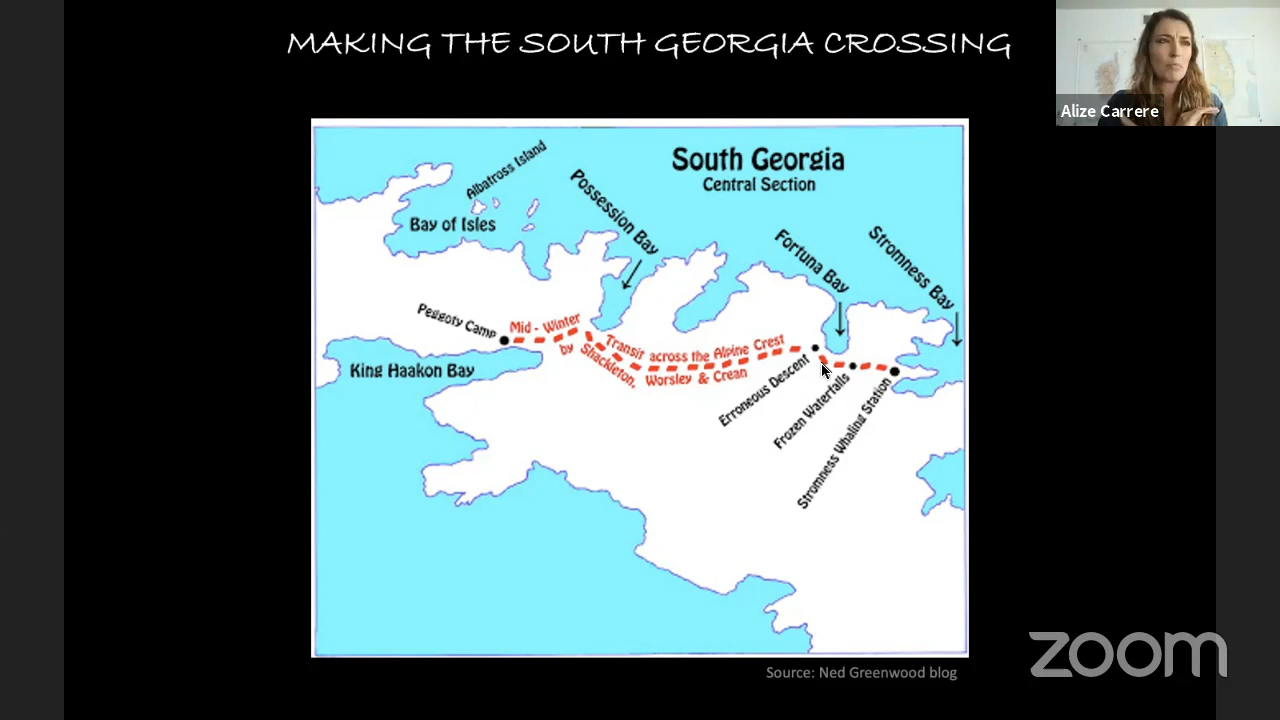 MAKING THE SOUTH GEORGIA CROSSING
Alize Carrere
South Georgia
Central Section
Albatross Island
Bay of Isles
Possession Bay
Fortuna Bay
Stromness Bay
Peggoty Camp
Mid - Winter
Transit across the Alpine Crest
by Shackleton, Worsley & Crean
King Haakon Bay
Erroneous Descent
Frozen Waterfalls
Stromness Whaling Station
Source: Ned Greenwood blog
zoom